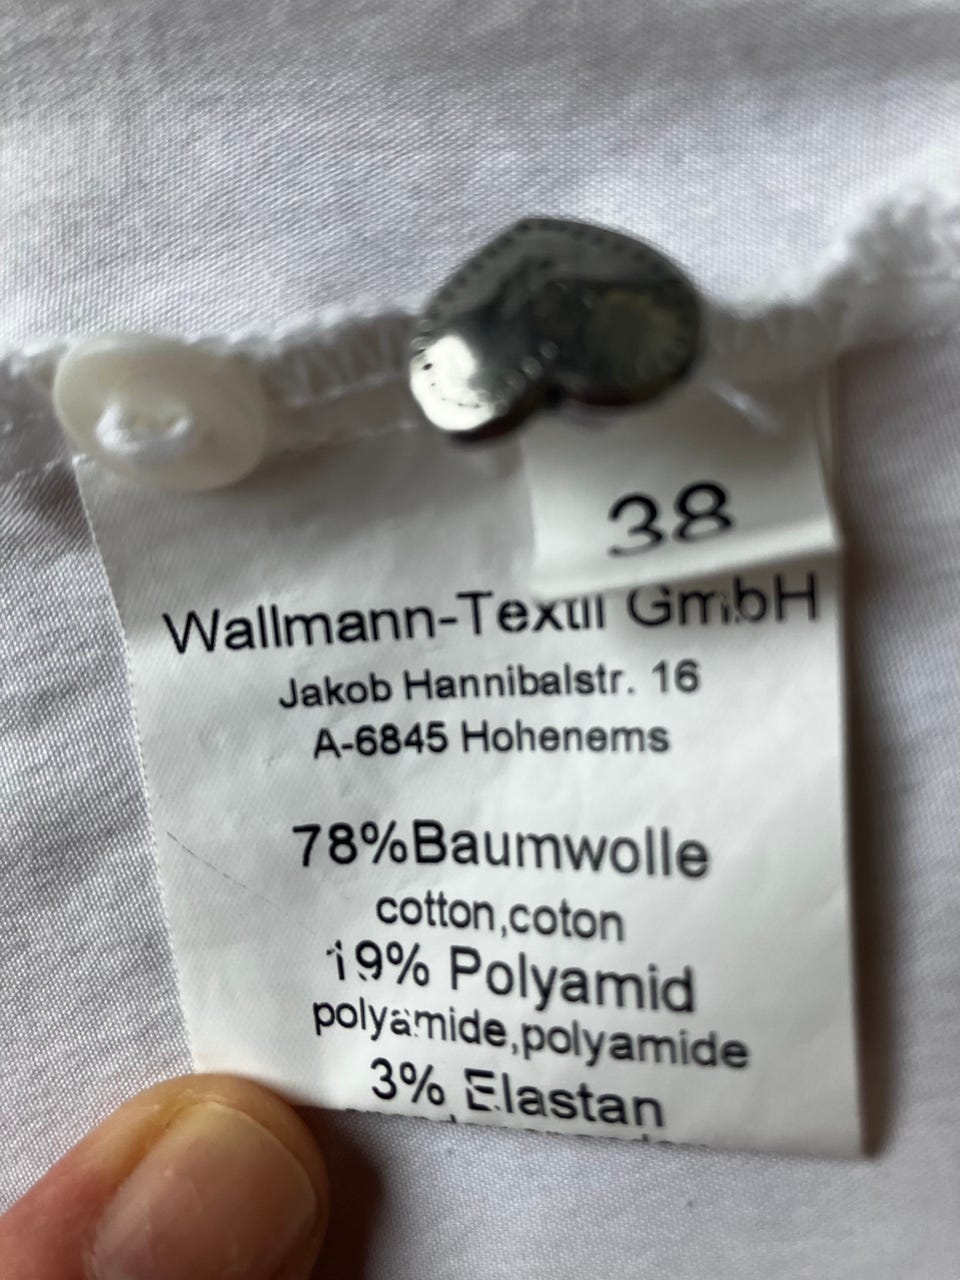 38
Wallmann-Textil GmbH
Jakob Hannibalstr. 16
A-6845 Hohenems
78%Baumwolle
cotton,coton
19% Polyamid
polyamide,polyamide
3% Elastan